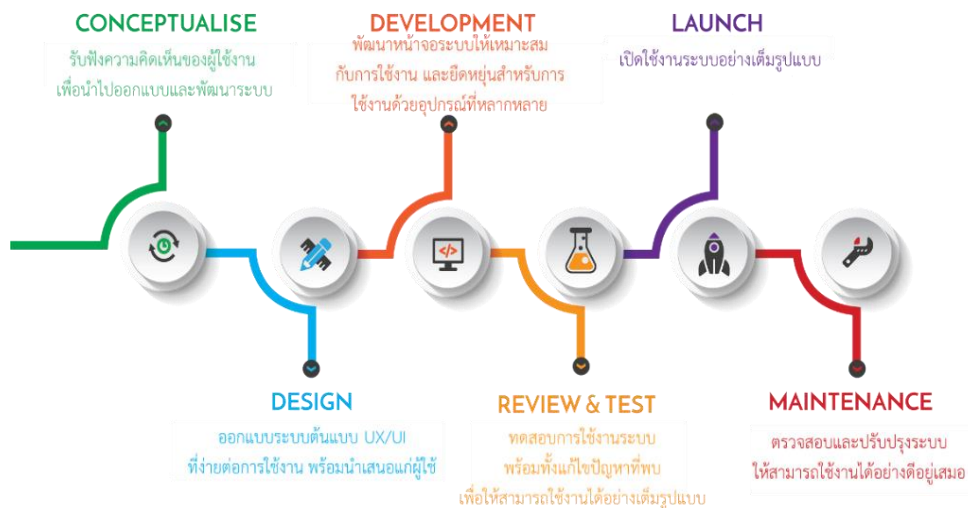 CONCEPTUALISE
รับฟังความคิดเห็นของผู้ใช้งาน
เพื่อนำไปออกแบบและพัฒนาระบบ
DESIGN
ออกแบบระบบต้นแบบ UX/UI
ที่ง่ายต่อการใช้งาน พร้อมนำเสนอแก่ผู้ใช้
DEVELOPMENT
พัฒนาหน้าจอระบบให้เหมาะสม
กับการใช้งาน และยืดหยุ่นสำหรับการ
ใช้งานด้วยอุปกรณ์ที่หลากหลาย
</>
REVIEW & TEST
ทดสอบการใช้งานระบบ
พร้อมทั้งแก้ไขปัญหาที่พบ
เพื่อให้สามารถใช้งานได้อย่างเต็มรูปแบบ
LAUNCH
เปิดใช้งานระบบอย่างเต็มรูปแบบ
MAINTENANCE
ตรวจสอบและปรับปรุงระบบ
ให้สามารถใช้งานได้อย่างดีอยู่เสมอ